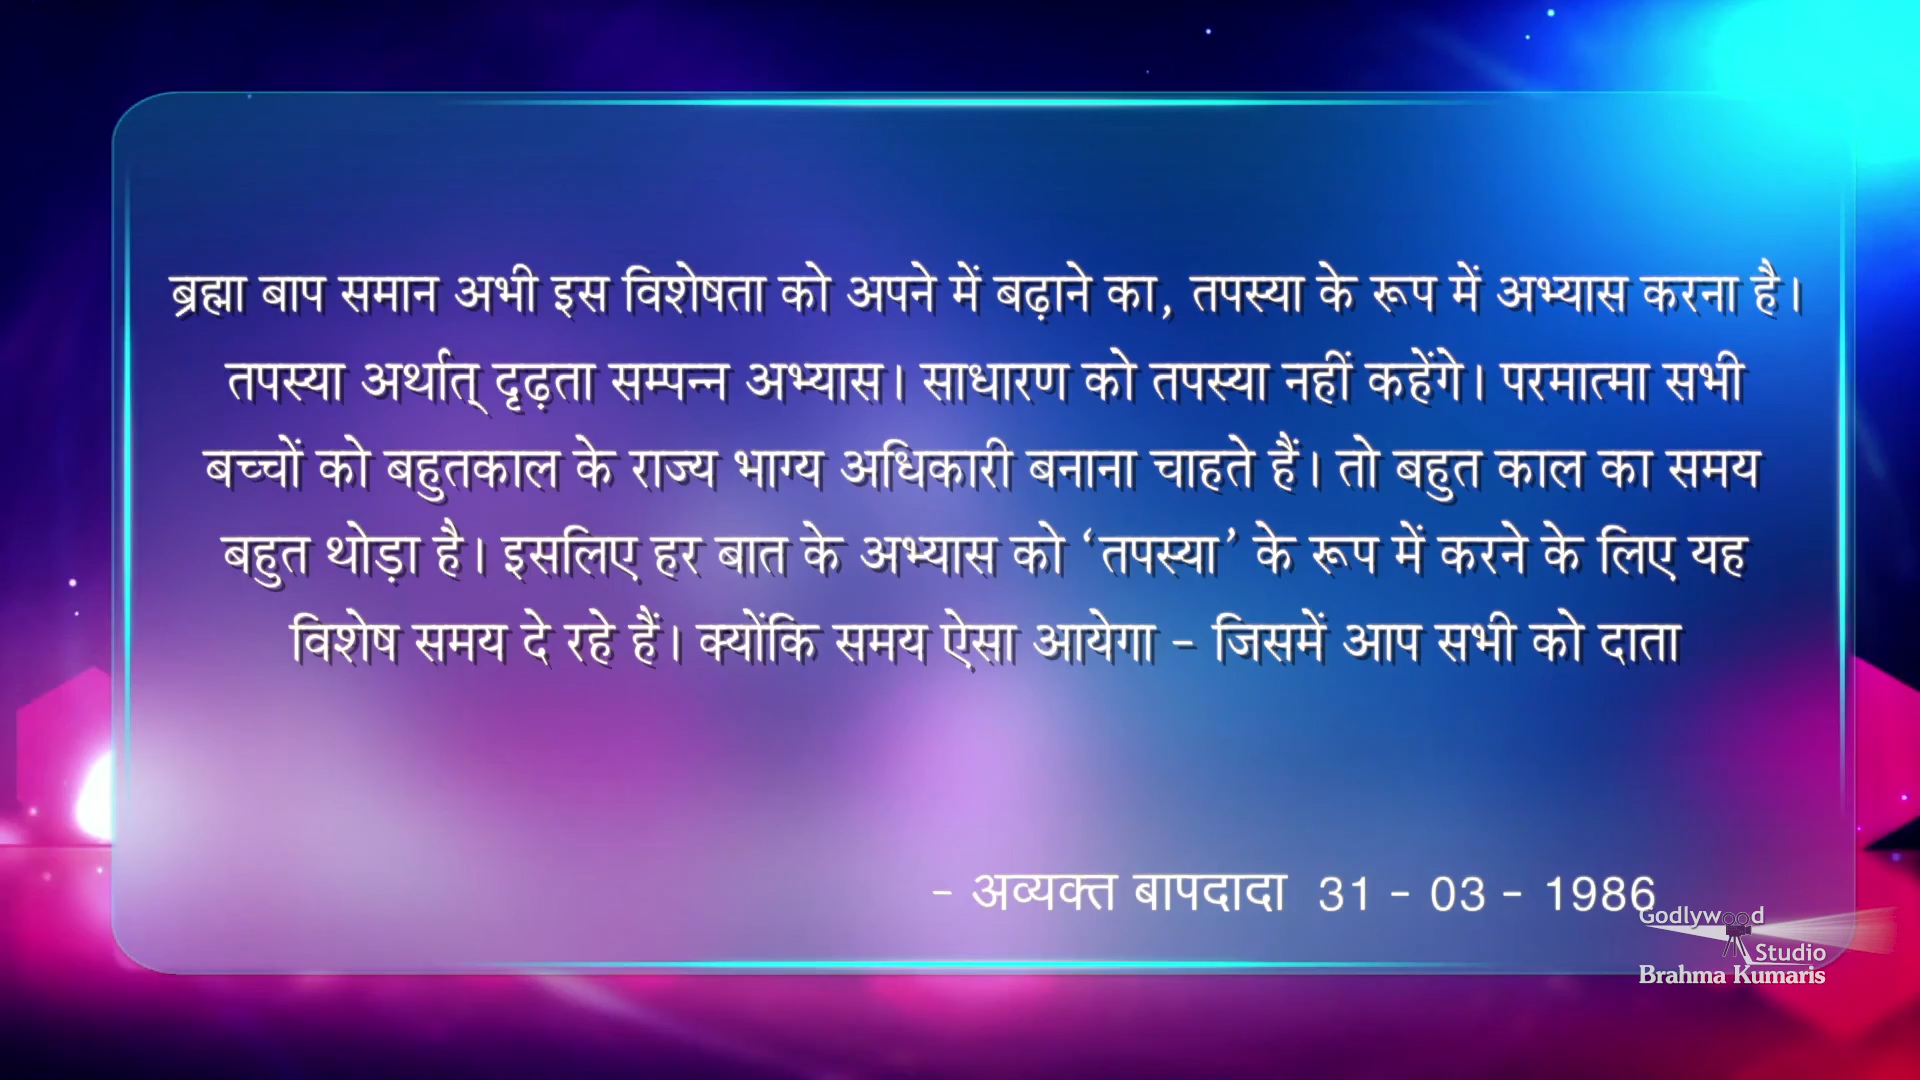 ब्रह्मा बाप समान अभी इस विशेषता को अपने में बढ़ाने का, तपस्या के रूप में अभ्यास करना है।
तपस्या अर्थात् दृढ़ता सम्पन्न अभ्यास। साधारण को तपस्या नहीं कहेंगे। परमात्मा सभी
बच्चों को बहुतकाल के राज्य भाग्य अधिकारी बनाना चाहते हैं। तो बहुत काल का समय
बहुत थोड़ा है। इसलिए हर बात के अभ्यास को ‘तपस्या’ के रूप में करने के लिए यह
विशेष समय दे रहे हैं। क्योंकि समय ऐसा आयेगा - जिसमें आप सभी को दाता
- अव्यक्त बापदादा 31 - 03 - 1986
Godlywood
Studio
Brahma Kumaris